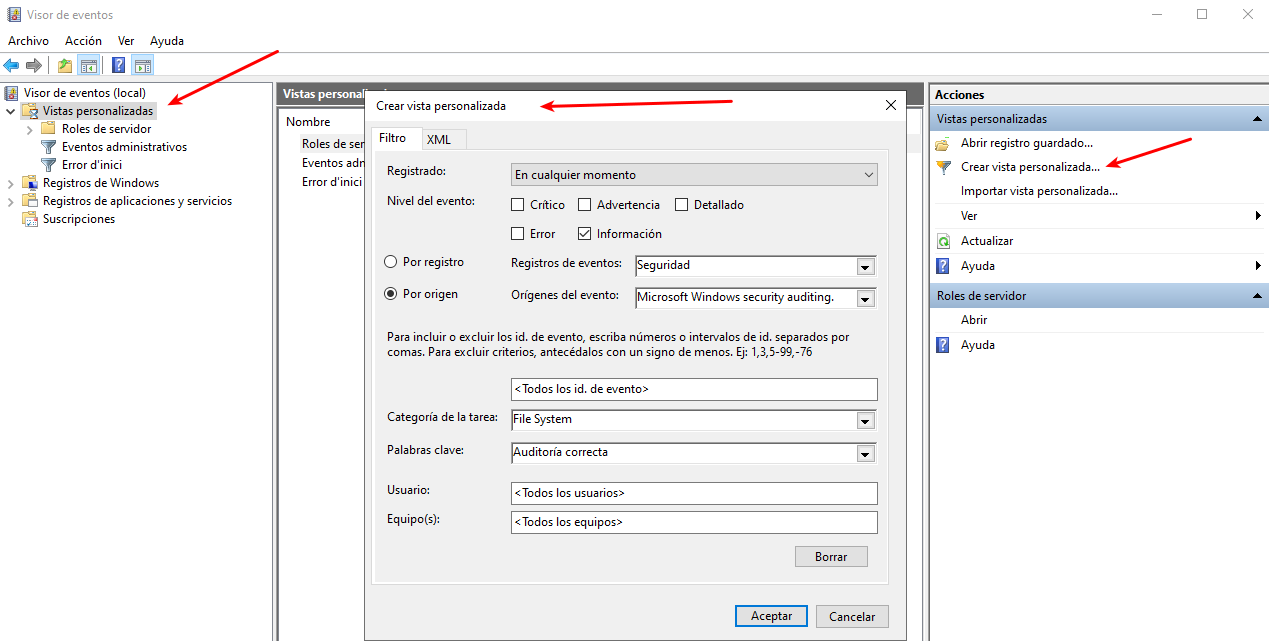 Visor de eventos
Archivo Acción Ver Ayuda
Visor de eventos (local)
Vistas personalizadas
Roles de servidor
Eventos administrativos
Error d'inici
Registros de Windows
Registros de aplicaciones y servicios
Suscripciones
Vistas personali
Nombre
Roles de ser
Eventos adm
Error d'inici
Crear vista personalizada
Filtro XML
Registrado: En cualquier momento
Nivel del evento: Crítico Advertencia Detallado
Error Información
Por registro Registros de eventos: Seguridad
Por origen Orígenes del evento: Microsoft Windows security auditing.
Para incluir o excluir los id. de evento, escriba números o intervalos de id. separados por
comas. Para excluir criterios, antecédalos con un signo de menos. Ej: 1,3,5-99,-76
<Todos los id. de evento>
Categoría de la tarea: File System
Palabras clave: Auditoría correcta
Usuario: <Todos los usuarios>
Equipo(s): <Todos los equipos>
Borrar
Aceptar Cancelar
Acciones
Vistas personalizadas
Abrir registro guardado...
Crear vista personalizada...
Importar vista personalizada...
Ver
Actualizar
Ayuda
Roles de servidor
Abrir
Ayuda